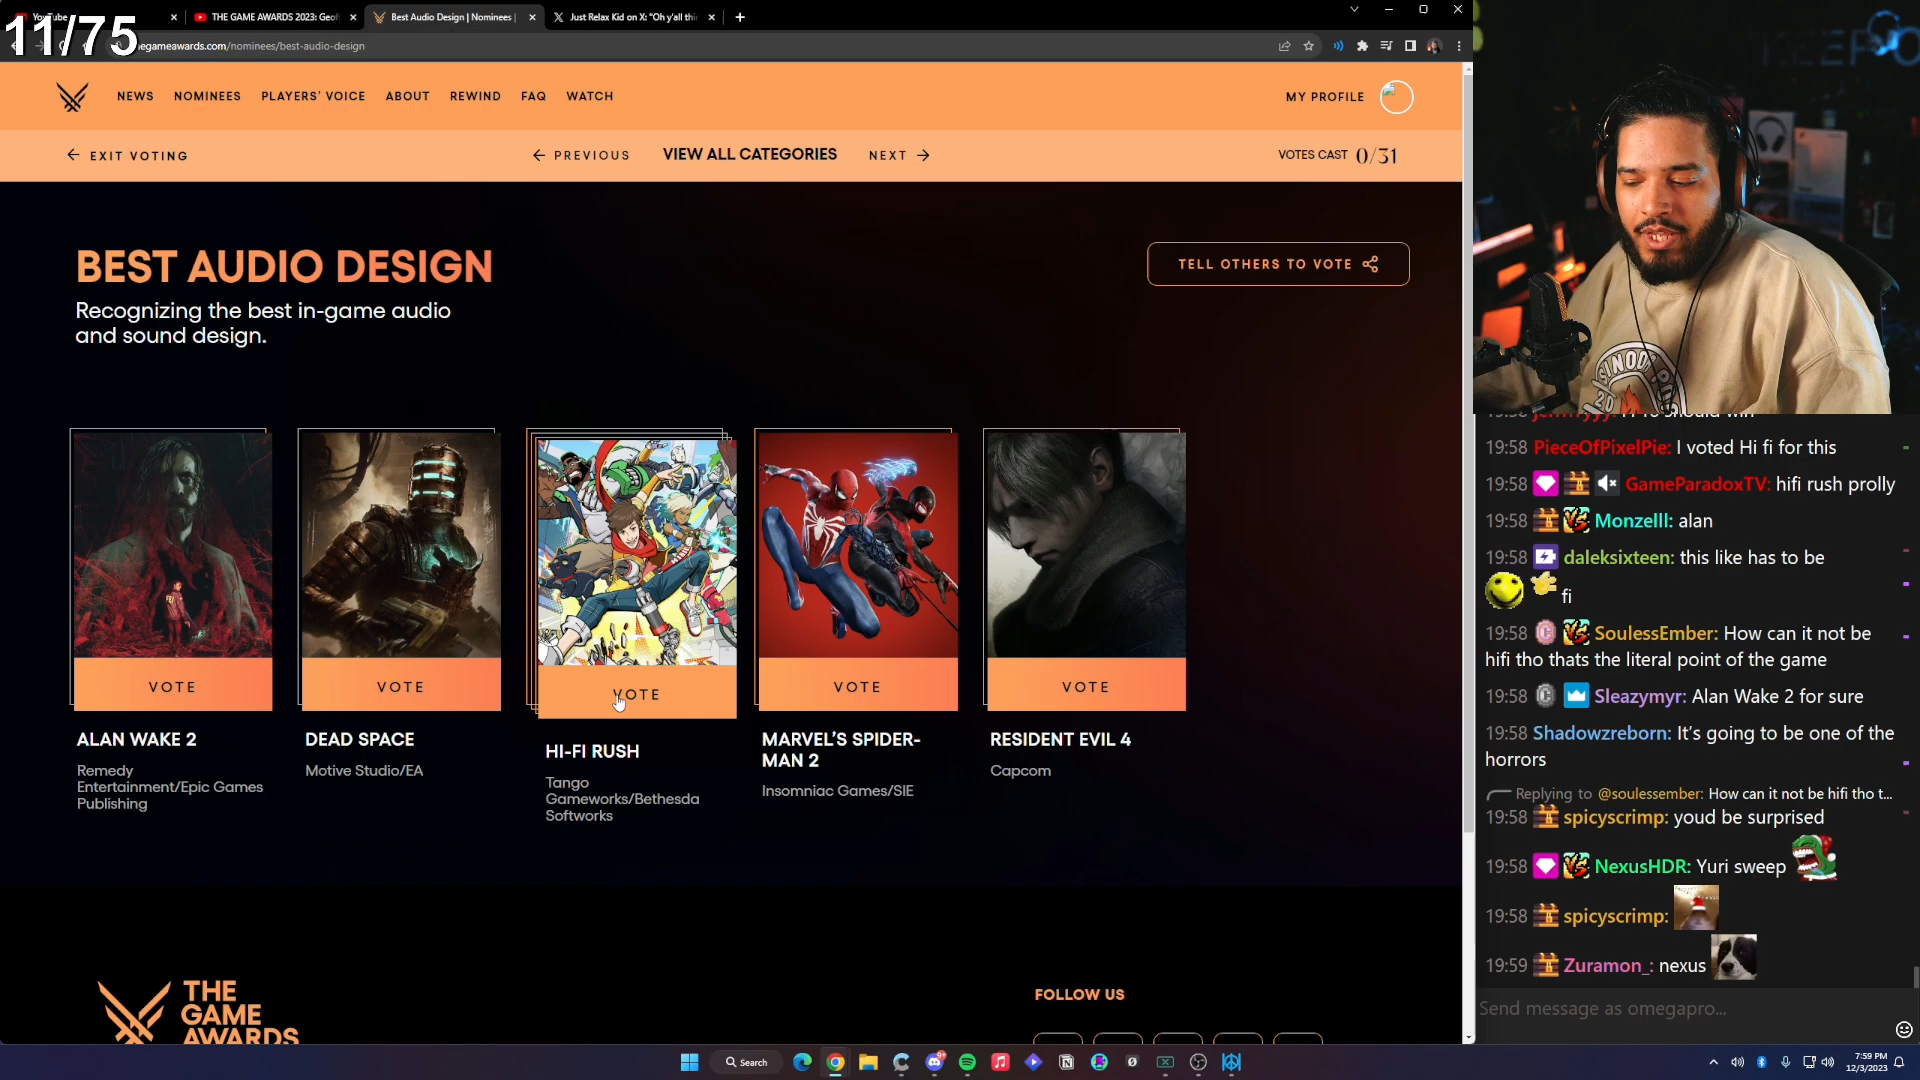 11/75
YouTube
THE GAME AWARDS 2023: Geoff
Best Audio Design | Nominees |
Just Relax Kid on X: "Oh y'all thi
egameawards.com/nominees/best-audio-design
NEWS NOMINEES PLAYERS' VOICE ABOUT REWIND FAQ WATCH
MY PROFILE
EXIT VOTING
PREVIOUS
VIEW ALL CATEGORIES
NEXT
VOTES CAST 0/31
BEST AUDIO DESIGN
Recognizing the best in-game audio
and sound design.
TELL OTHERS TO VOTE
VOTE
ALAN WAKE 2
Remedy
Entertainment/Epic Games
Publishing
VOTE
DEAD SPACE
Motive Studio/EA
VOTE
HI-FI RUSH
Tango
Gameworks/Bethesda
Softworks
VOTE
MARVEL'S SPIDER-
MAN 2
Insomniac Games/SIE
VOTE
RESIDENT EVIL 4
Capcom
THE
GAME
AWARDS
FOLLOW US
19:58 PieceOfPixelPie: I voted Hi fi for this
19:58 GameParadoxTV: hifi rush prolly
19:58 Monzelll: alan
19:58 daleksixteen: this like has to be
fi
19:58 SoulessEmber: How can it not be
hifi tho thats the literal point of the game
19:58 Sleazymyr: Alan Wake 2 for sure
19:58 Shadowzreborn: It's going to be one of the
horrors
Replying to @soulessember: How can it not be hifi tho t...
19:58 spicyscrimp: youd be surprised
19:58 NexusHDR: Yuri sweep
19:58 spicyscrimp:
19:59 Zuramon_: nexus
Send message as omegapro...
Search
7:59 PM
12/3/2023